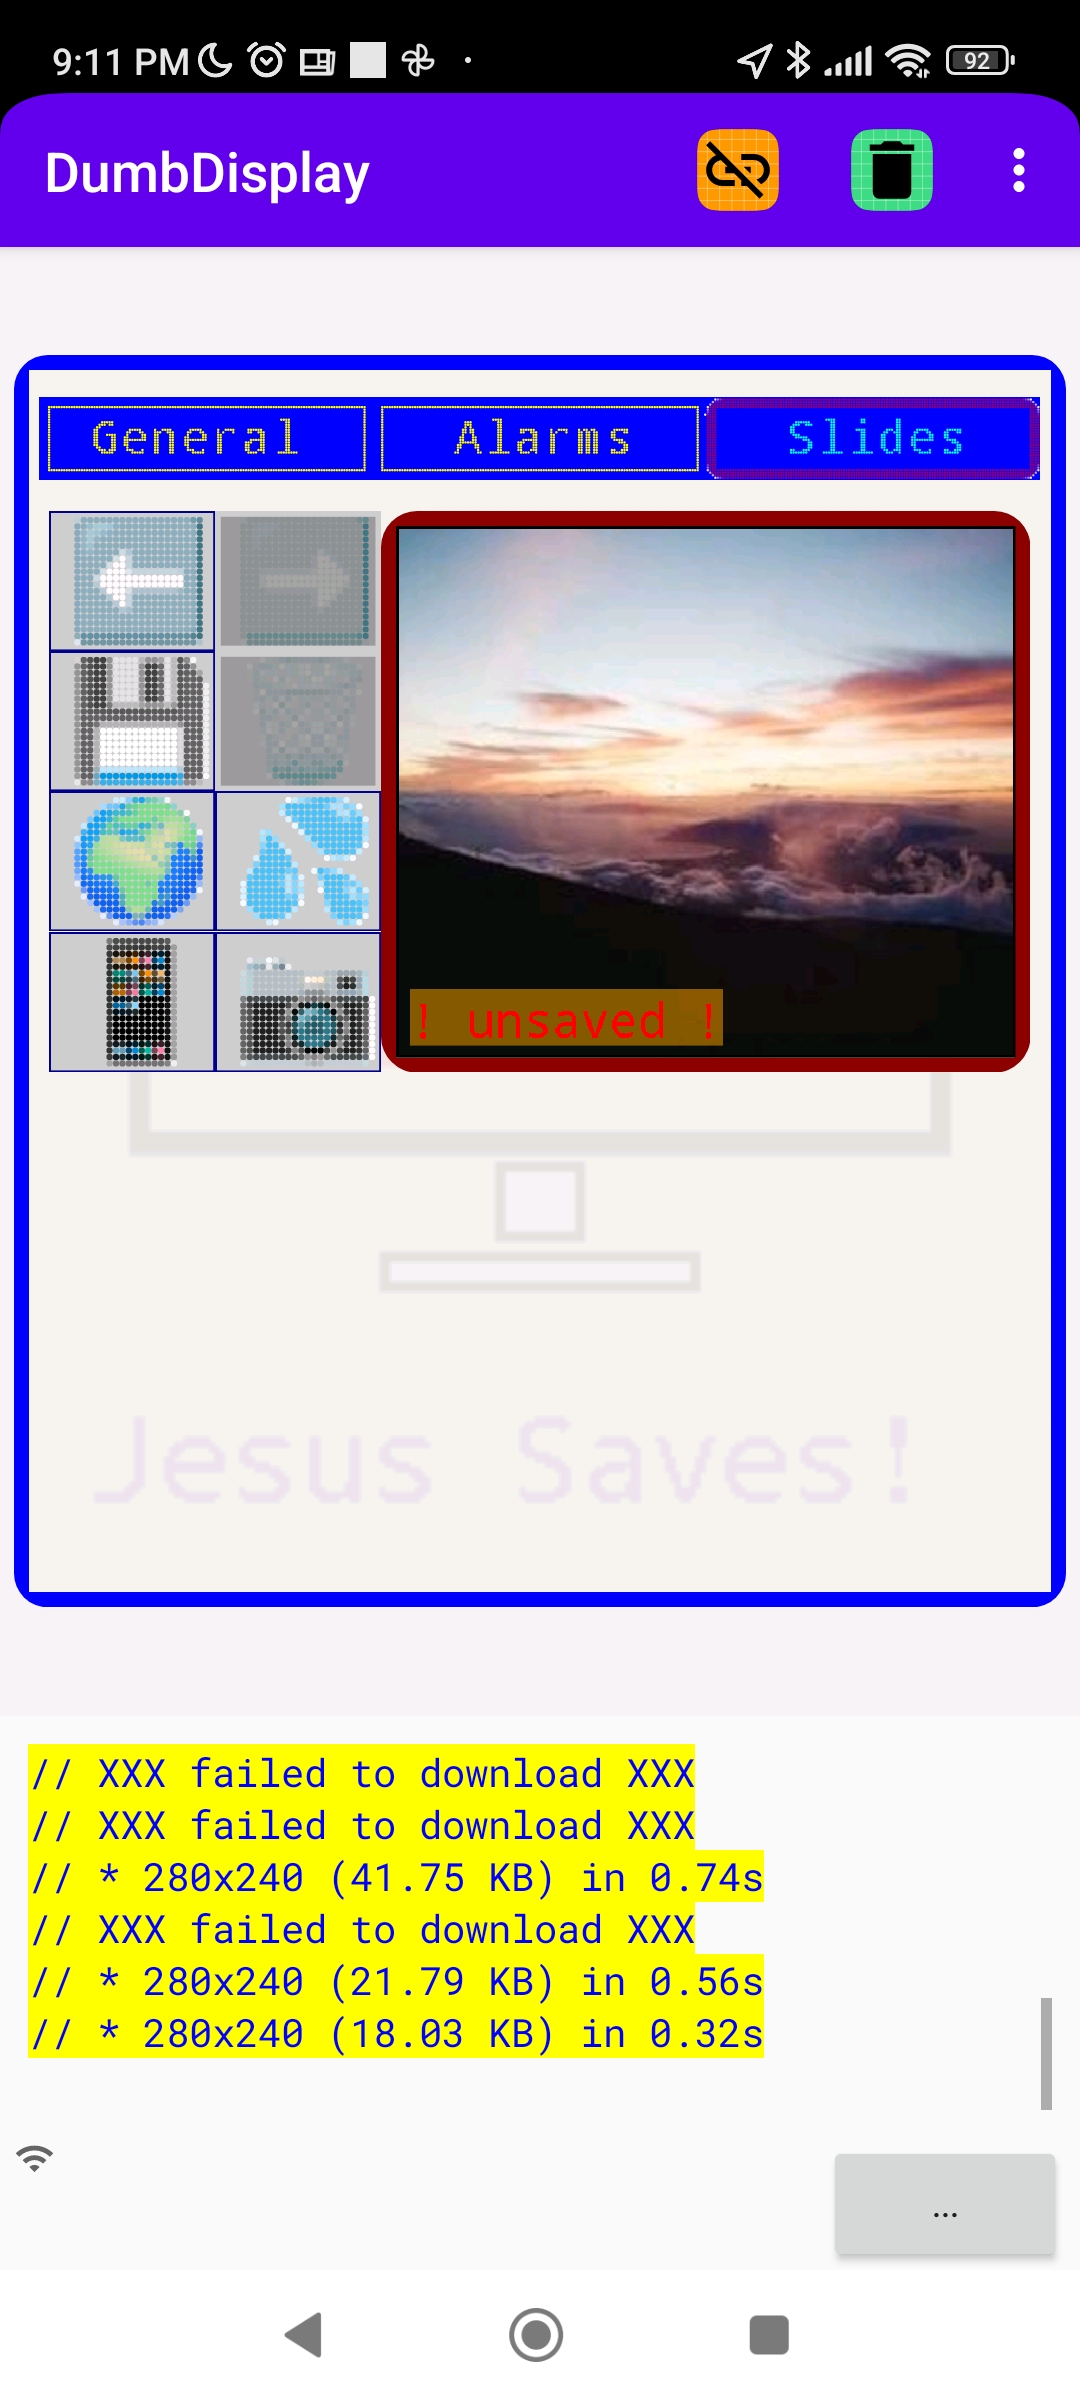 9:11 PM
92
DumbDisplay
General Alarms Slides
! unsaved !
Jesus Saves!
// XXX failed to download XXX
// XXX failed to download XXX
// * 280x240 (41.75 KB) in 0.74s
// XXX failed to download XXX
// * 280x240 (21.79 KB) in 0.56s
// * 280x240 (18.03 KB) in 0.32s
...